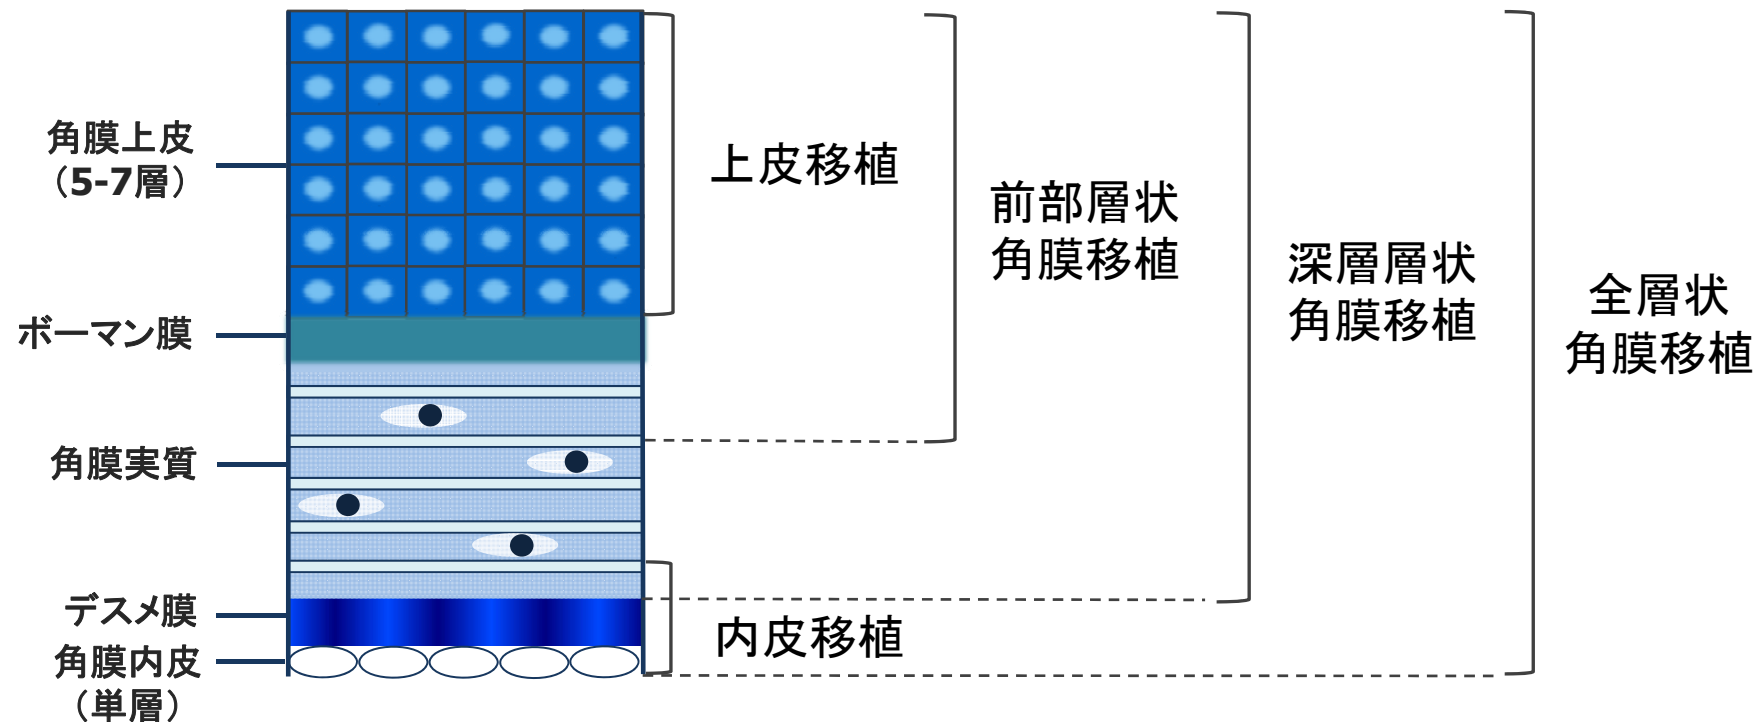 角膜上皮
（5-7層）
ボーマン膜
角膜実質
デスメ膜
角膜内皮
（単層）
上皮移植
内皮移植
前部層状
角膜移植
深層層状
角膜移植
全層状
角膜移植